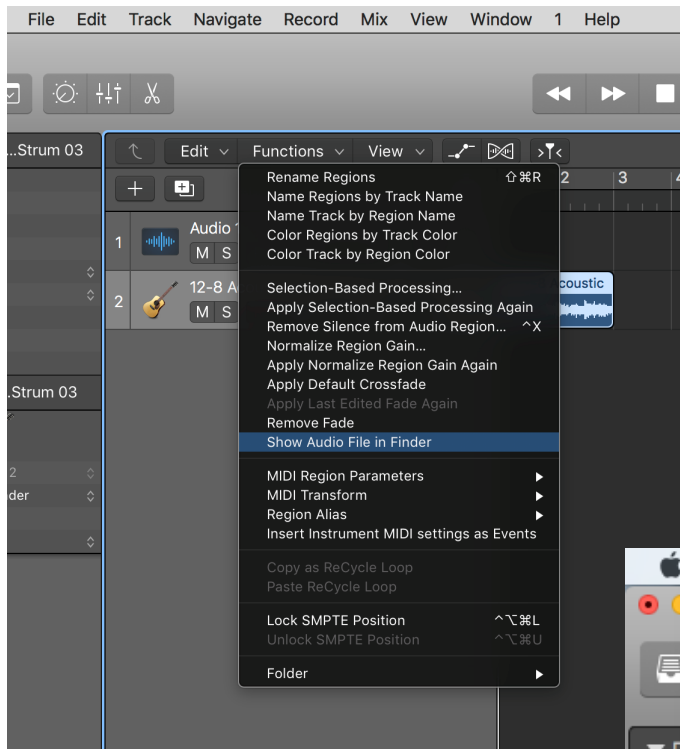 File Edit Track Navigate Record Mix View Window 1 Help
...Strum 03
Edit Functions View
2 3 4
Rename Regions ⇧⌘R
Name Regions by Track Name
Name Track by Region Name
Color Regions by Track Color
Color Track by Region Color
1 Audio 1
M S
2 12-8 A
M S
coustic
Selection-Based Processing...
Apply Selection-Based Processing Again
Remove Silence from Audio Region... ^X
Normalize Region Gain...
Apply Normalize Region Gain Again
Apply Default Crossfade
Apply Last Edited Fade Again
Remove Fade
Show Audio File in Finder
MIDI Region Parameters
MIDI Transform
Region Alias
Insert Instrument MIDI settings as Events
Copy as ReCycle Loop
Paste ReCycle Loop
Lock SMPTE Position ^⌥⌘L
Unlock SMPTE Position ^⌥⌘U
Folder
.Strum 03
2
der